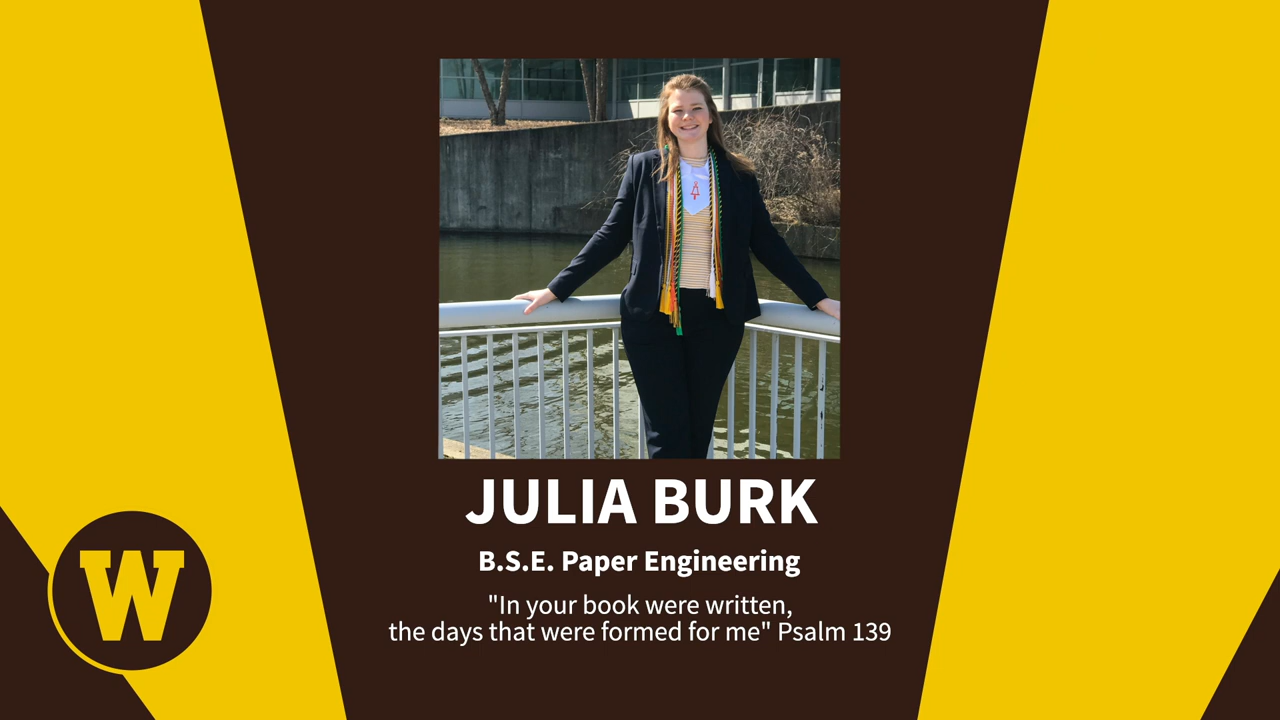 JULIA BURK
B.S.E. Paper Engineering
"In your book were written,
the days that were formed for me" Psalm 139
W